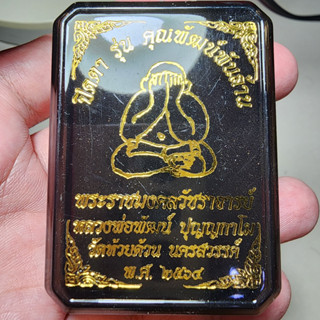 ปิดตา รุ่น คุณพัฒน์พันล้าน
พระราชมงคลวัชราจารย์
หลวงพ่อพัฒน์ ปุญญกาโม
วัดห้วยด้วน นครสวรรค์
พ.ศ. ๒๕๖๔